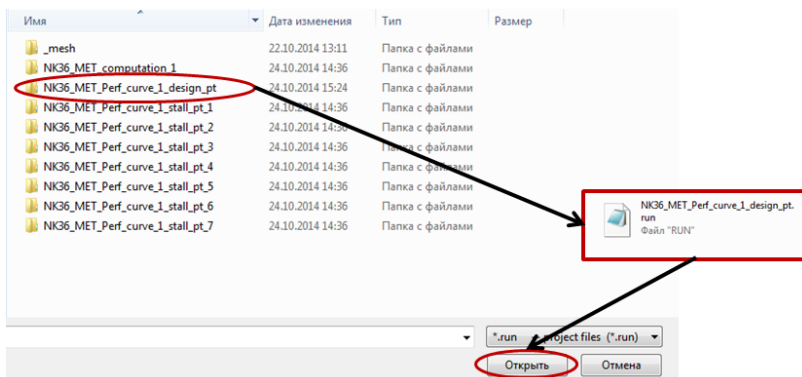 Имя Дата изменения Тип Размер
_mesh 22.10.2014 13:11 Папка с файлами
NK36_MET_computation_1 24.10.2014 14:36 Папка с файлами
NK36_MET_Perf_curve_1_design_pt 24.10.2014 15:24 Папка с файлами
NK36_MET_Perf_curve_1_stall_pt_1 24.10.2014 14:36 Папка с файлами
NK36_MET_Perf_curve_1_stall_pt_2 24.10.2014 14:36 Папка с файлами
NK36_MET_Perf_curve_1_stall_pt_3 24.10.2014 14:36 Папка с файлами
NK36_MET_Perf_curve_1_stall_pt_4 24.10.2014 14:36 Папка с файлами
NK36_MET_Perf_curve_1_stall_pt_5 24.10.2014 14:36 Папка с файлами
NK36_MET_Perf_curve_1_stall_pt_6 24.10.2014 14:36 Папка с файлами
NK36_MET_Perf_curve_1_stall_pt_7 24.10.2014 14:36 Папка с файлами
NK36_MET_Perf_curve_1_design_pt.
run
Файл "RUN"
*.run project files (*.run)
Открыть Отмена